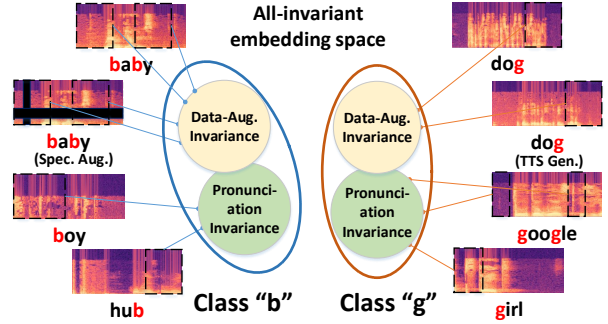 All-invariant
embedding space
baby
baby
(Spec. Aug.)
boy
hub
Data-Aug.
Invariance
Pronunci-
ation
Invariance
Class “b”
Data-Aug.
Invariance
Pronunci-
ation
Invariance
Class “g”
dog
dog
(TTS Gen.)
google
girl